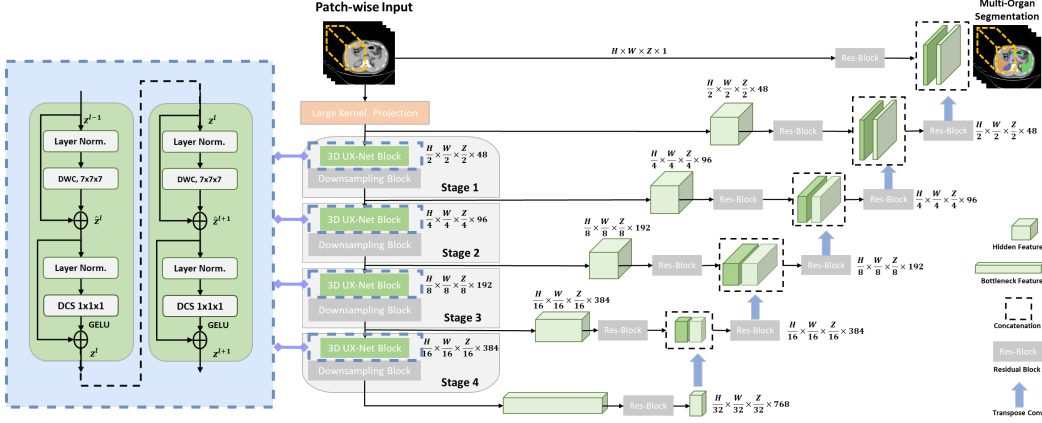 Patch-wise Input
Multi-Organ
Segmentation
H × W × Z × 1
Res-Block
Large Kernel. Projection
H/2 × W/2 × Z/2 × 48
Res-Block
Res-Block
H/2 × W/2 × Z/2 × 48
z^{l-1}
Layer Norm.
DWC, 7x7x7
ẑ^l
Layer Norm.
DCS 1x1x1
GELU
z^l
z^l
Layer Norm.
DWC, 7x7x7
ẑ^{l+1}
Layer Norm.
DCS 1x1x1
GELU
z^{l+1}
3D UX-Net Block
H/2 × W/2 × Z/2 × 48
Downsampling Block
Stage 1
H/4 × W/4 × Z/4 × 96
Res-Block
Res-Block
H/4 × W/4 × Z/4 × 96
3D UX-Net Block
H/4 × W/4 × Z/4 × 96
Downsampling Block
Stage 2
H/8 × W/8 × Z/8 × 192
Res-Block
Res-Block
H/8 × W/8 × Z/8 × 192
3D UX-Net Block
H/8 × W/8 × Z/8 × 192
Downsampling Block
Stage 3
H/16 × W/16 × Z/16 × 384
Res-Block
Res-Block
H/16 × W/16 × Z/16 × 384
3D UX-Net Block
H/16 × W/16 × Z/16 × 384
Downsampling Block
Stage 4
Res-Block
H/32 × W/32 × Z/32 × 768
Hidden Feature
Bottleneck Feature
Concatenation
Res-Block
Residual Block
Transpose Conv